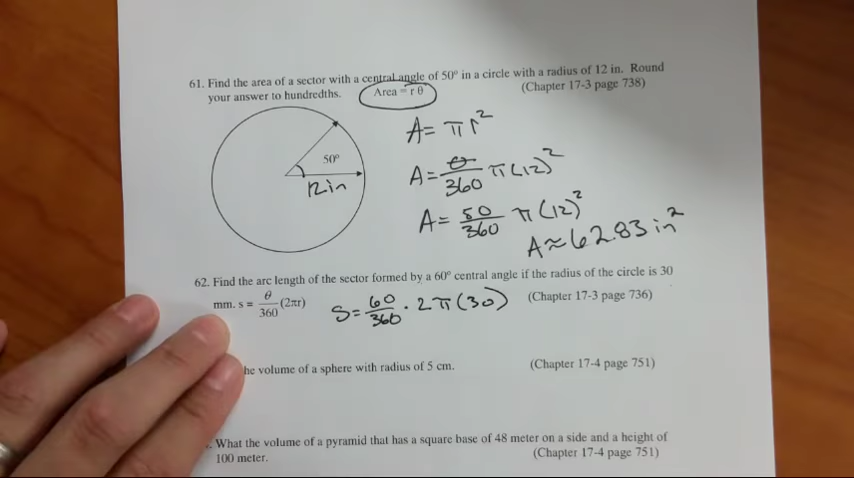 61. Find the area of a sector with a central angle of 50° in a circle with a radius of 12 in. Round
your answer to hundredths. Area = r θ (Chapter 17-3 page 738)
A = π r²
50°
12 in
A = θ/360 π (12)²
A = 50/360 π (12)²
A ≈ 62.83 in²
62. Find the arc length of the sector formed by a 60° central angle if the radius of the circle is 30
mm. s = θ/360 (2πr) S = 60/360 · 2 π (30) (Chapter 17-3 page 736)
he volume of a sphere with radius of 5 cm. (Chapter 17-4 page 751)
. What the volume of a pyramid that has a square base of 48 meter on a side and a height of
100 meter. (Chapter 17-4 page 751)